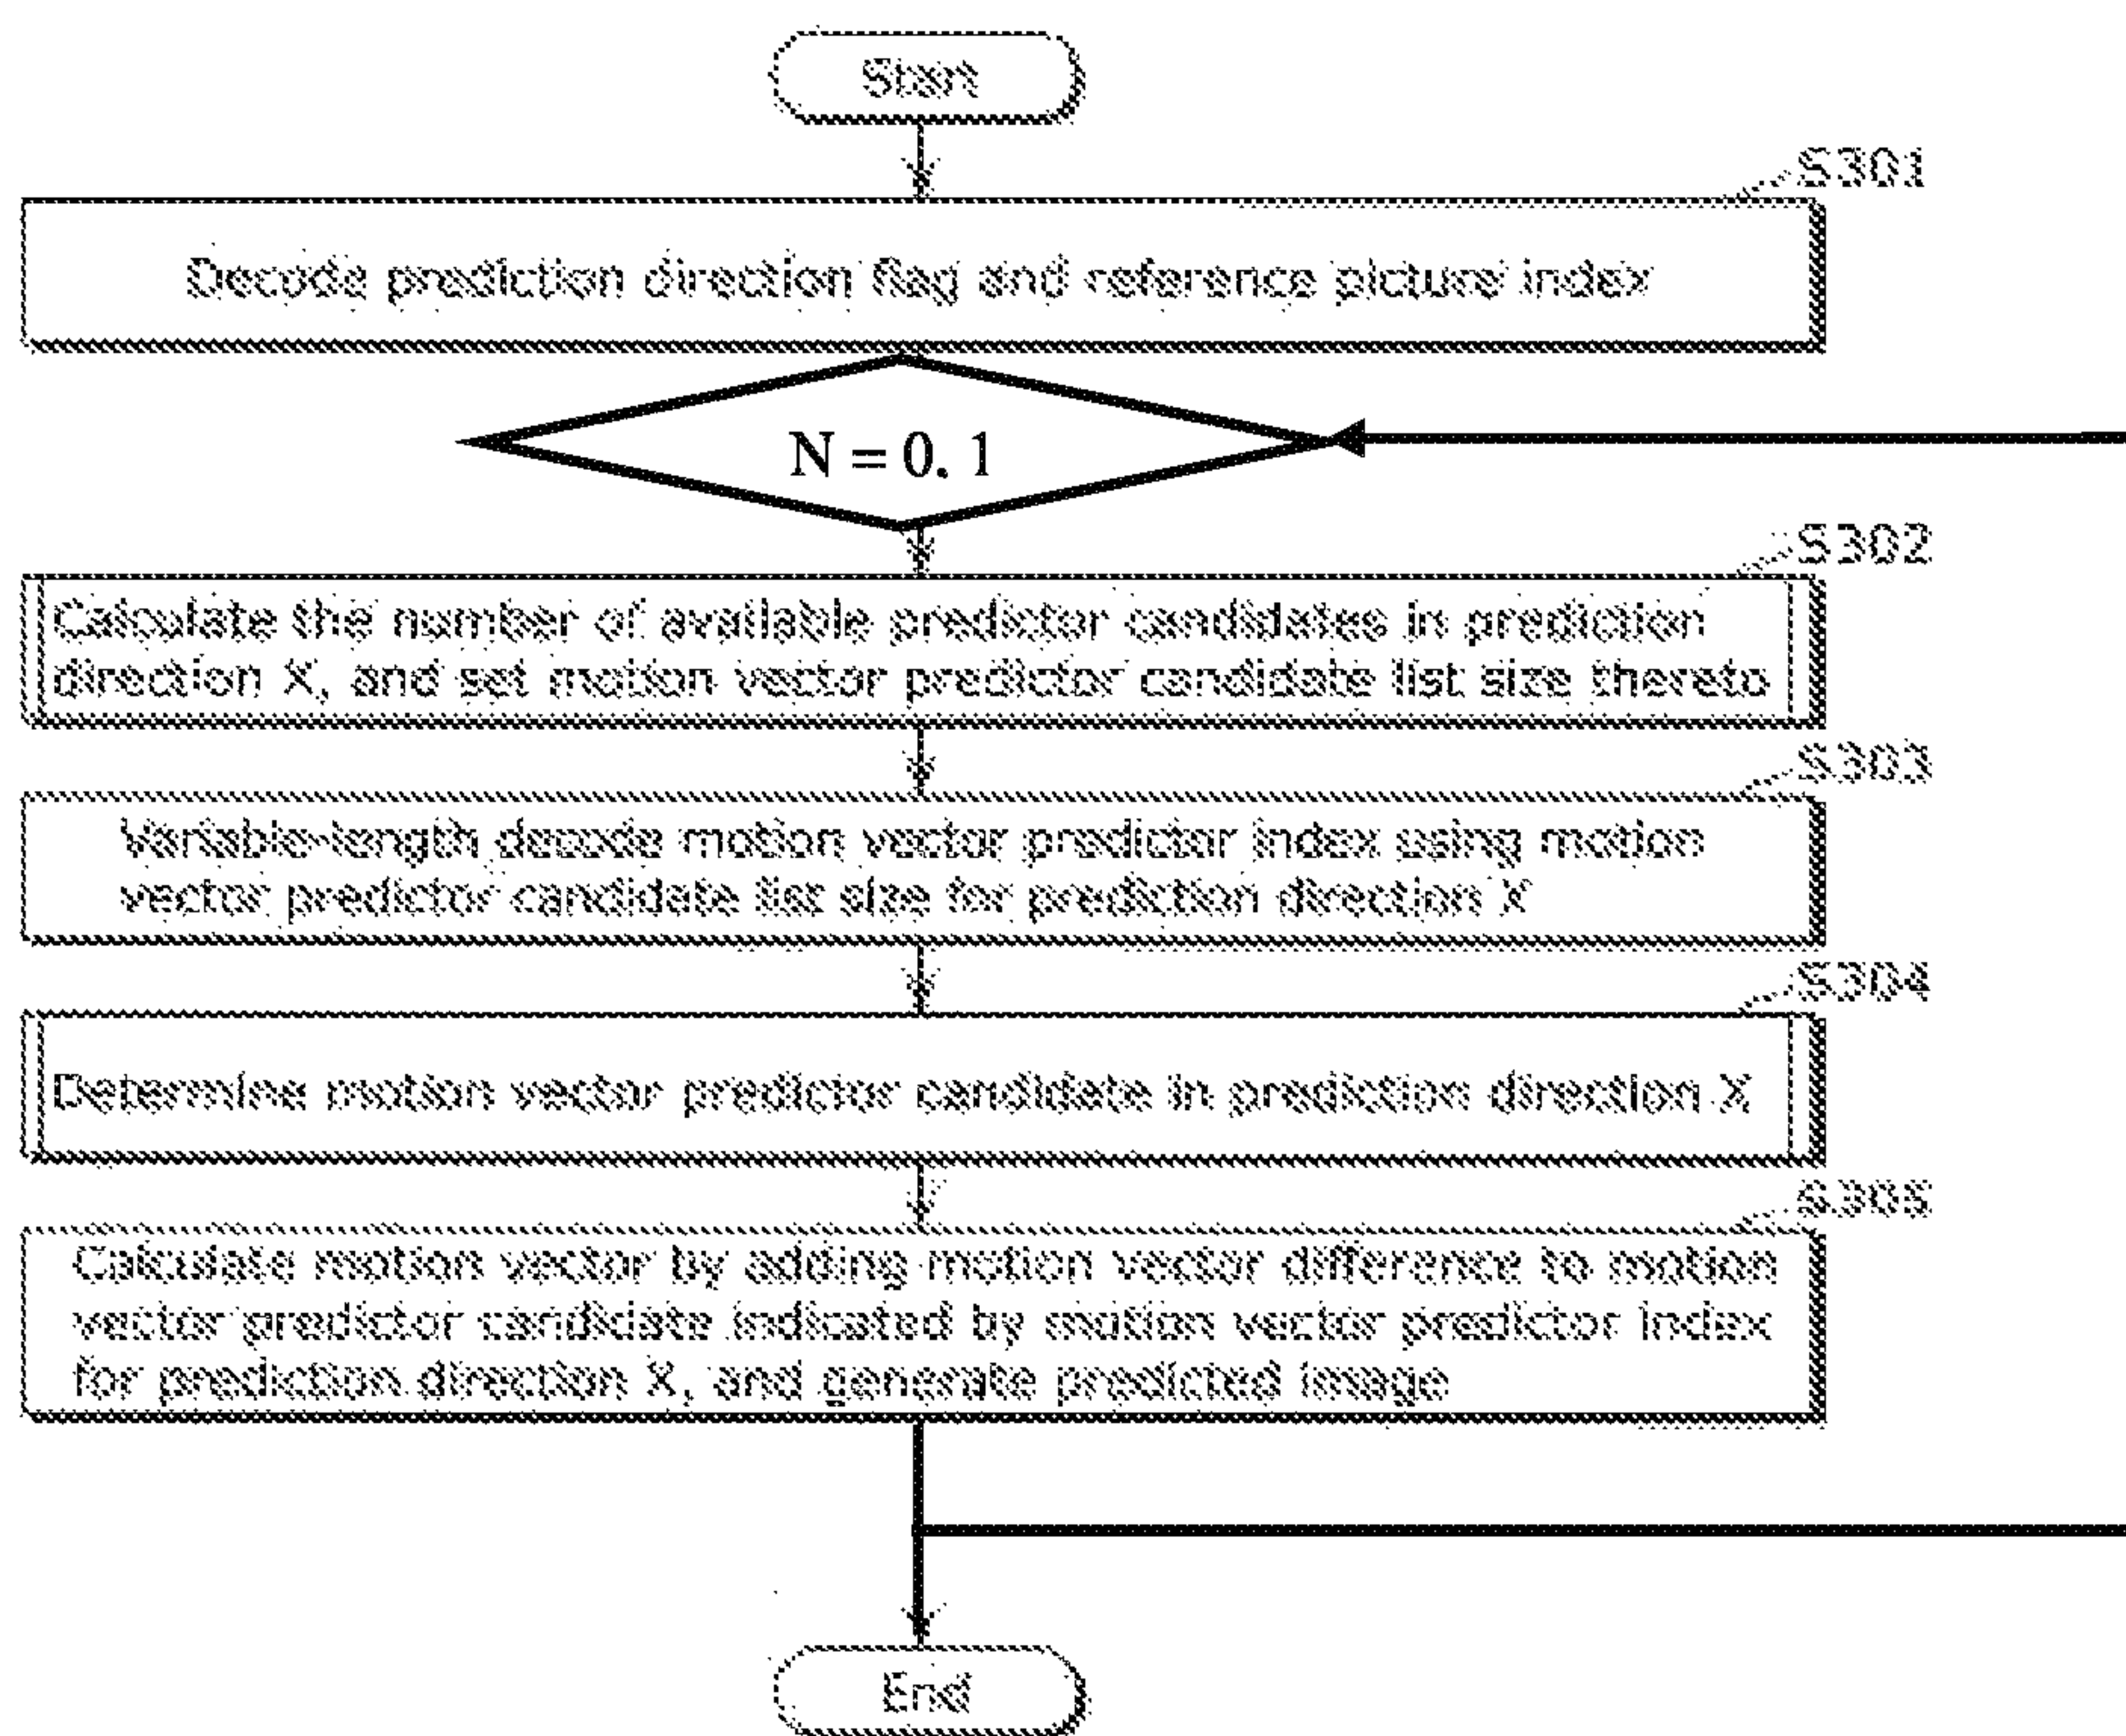 Start
S301
Decode prediction direction flag and reference picture index
N = 0. 1
S302
Calculate the number of available predictor candidates in prediction
direction X, and set motion vector predictor candidate list size thereto
S303
Variable-length decode motion vector predictor index using motion
vector predictor candidate list size for prediction direction X
S304
Determine motion vector predictor candidate in prediction direction X
S305
Calculate motion vector by adding motion vector difference to motion
vector predictor candidate indicated by motion vector predictor index
for prediction direction X, and generate predicted image
End